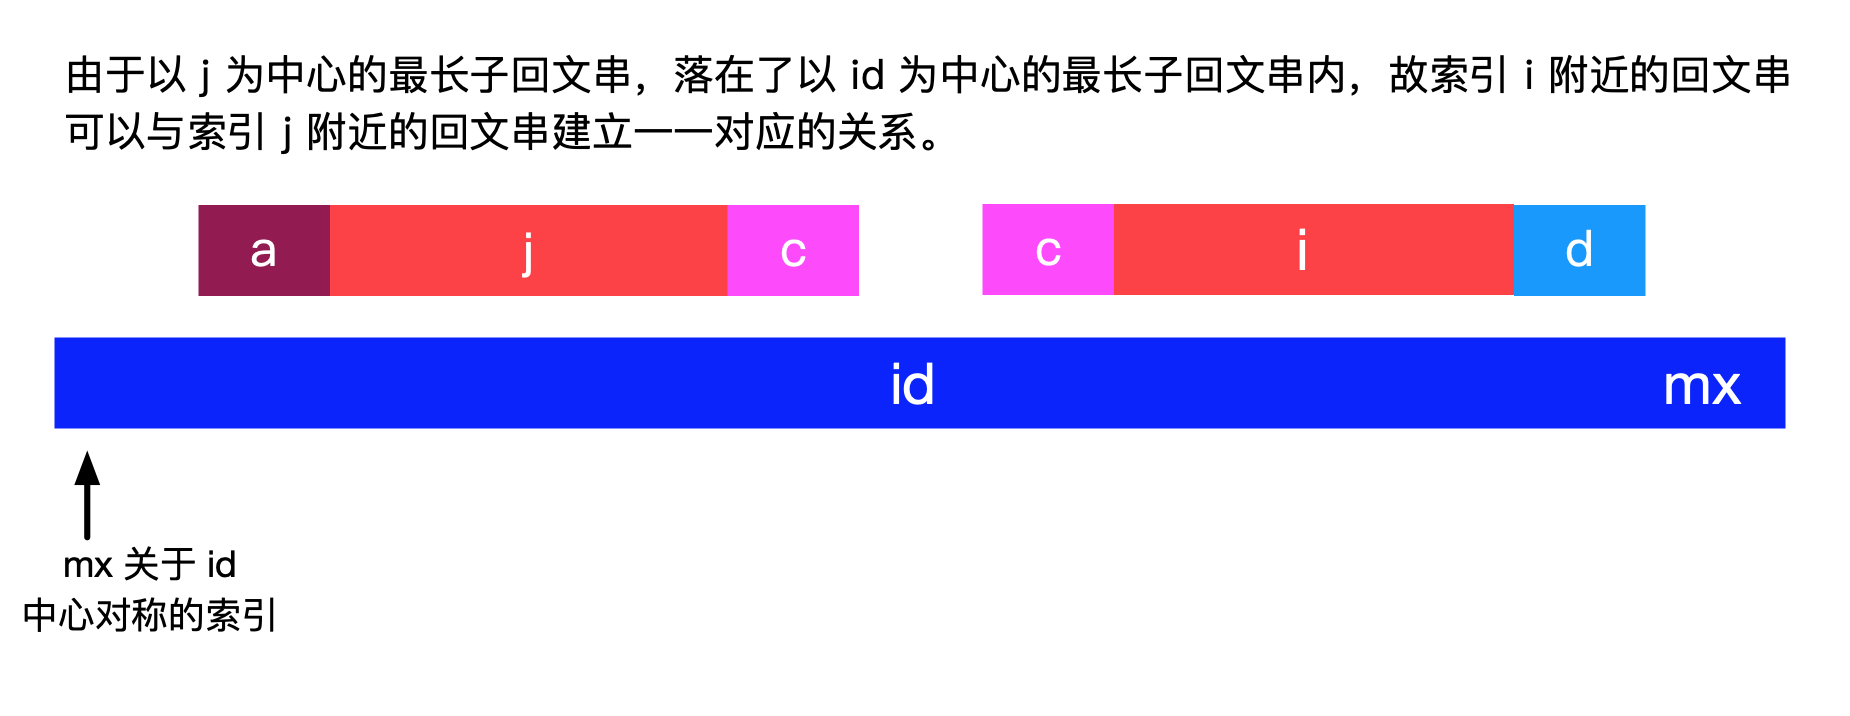 由于以 j 为中心的最长子回文串，落在了以 id 为中心的最长子回文串内，故索引 i 附近的回文串
可以与索引 j 附近的回文串建立一一对应的关系。
a j c c i d
id mx
mx 关于 id
中心对称的索引